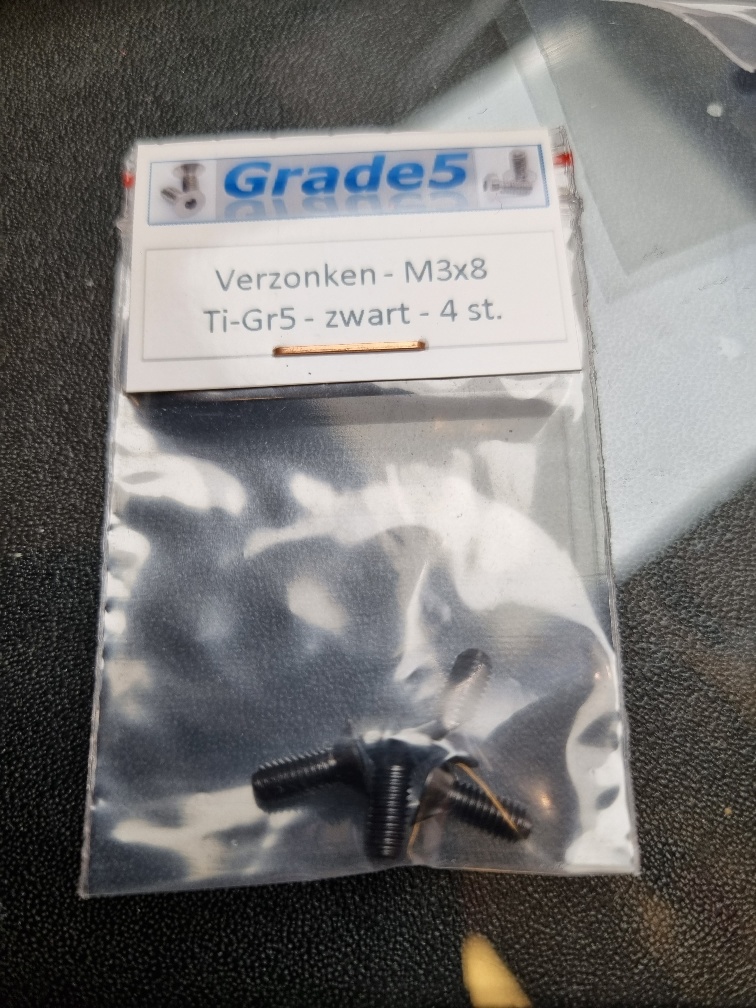 Grade5
Verzonken - M3x8
Ti-Gr5 - zwart - 4 st.